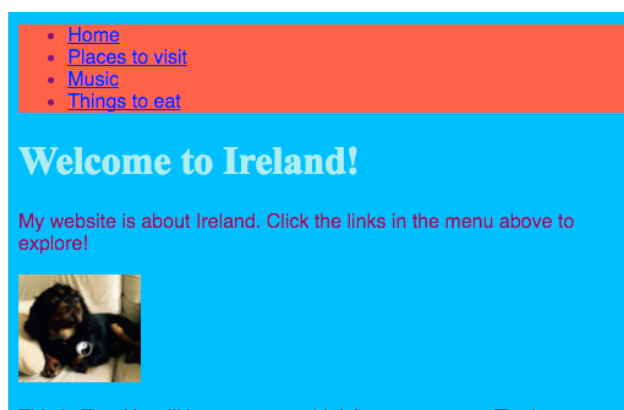 Home
Places to visit
Music
Things to eat
Welcome to Ireland!
My website is about Ireland. Click the links in the menu above to
explore!